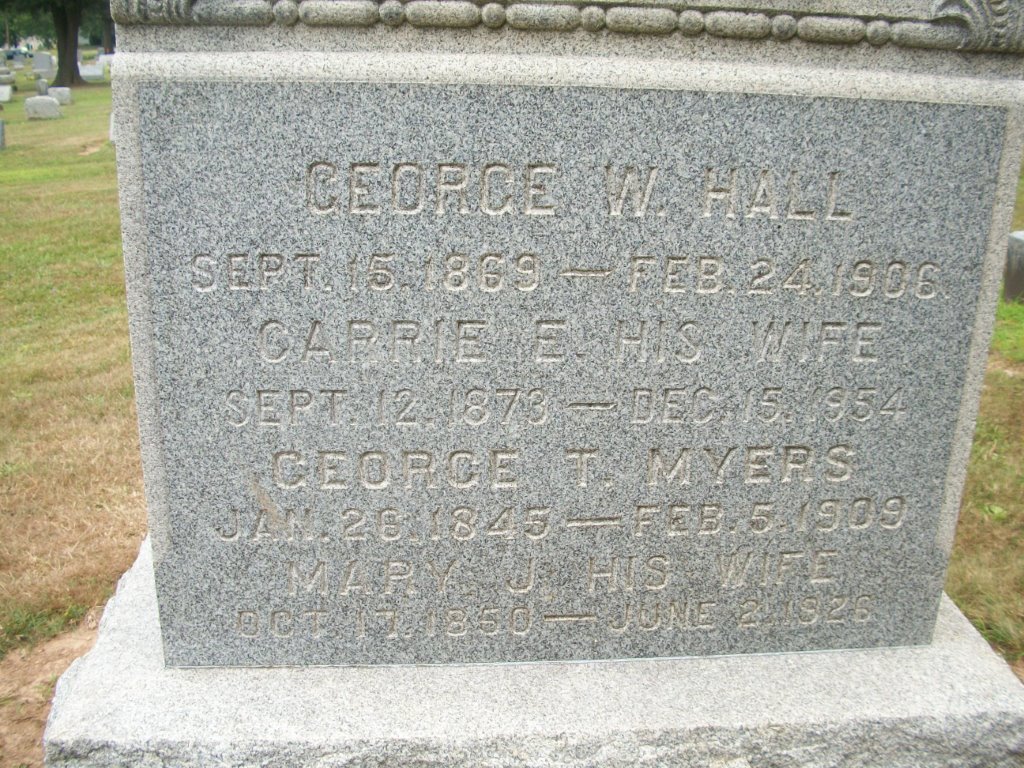 GEORGE W. HALL
SEPT. 15. 1869 — FEB. 24. 1906.
CARRIE E. HIS WIFE
SEPT. 12. 1873 — DEC. 15. 1954
GEORGE T. MYERS
JAN. 28. 1845 — FEB. 5. 1909
MARY. J. HIS WIFE
OCT 17. 1850 — JUNE 2. 1926